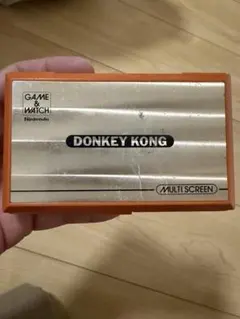 GAME
&
WATCH
Nintendo
DONKEY KONG
MULTI SCREEN